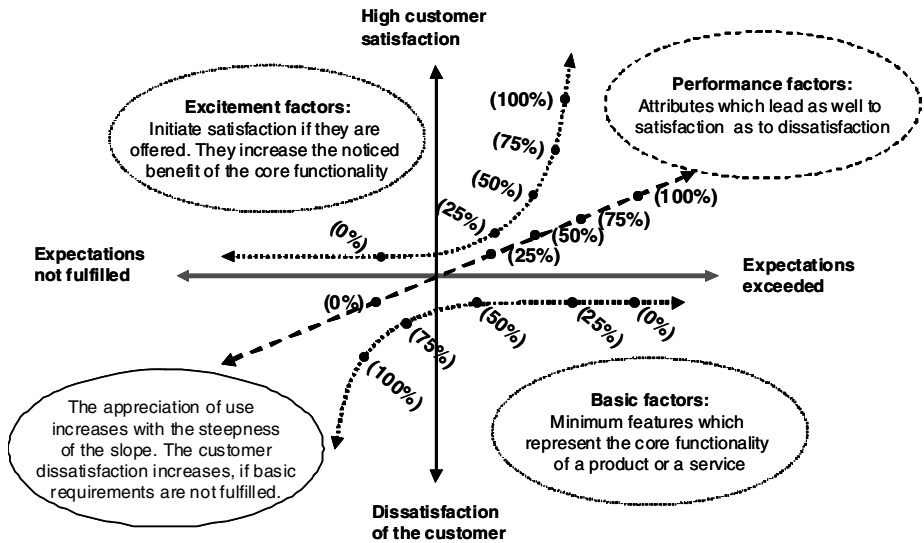 High customer
satisfaction
Excitement factors:
Initiate satisfaction if they are
offered. They increase the noticed
benefit of the core functionality
Performance factors:
Attributes which lead as well to
satisfaction as to dissatisfaction
(100%)
(75%)
(50%)
(25%)
(0%)
(100%)
(75%)
(50%)
(25%)
(0%)
Expectations
not fulfilled
Expectations
exceeded
(100%)
(75%)
(50%)
(25%)
(0%)
The appreciation of use
increases with the steepness
of the slope. The customer
dissatisfaction increases, if basic
requirements are not fulfilled.
Basic factors:
Minimum features which
represent the core functionality
of a product or a service
Dissatisfaction
of the customer